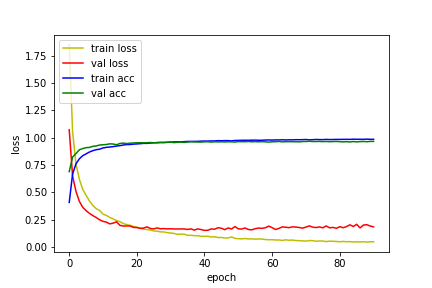 train loss
val loss
train acc
val acc
1.75
1.50
1.25
1.00
0.75
0.50
0.25
0.00
loss
0 20 40 60 80
epoch